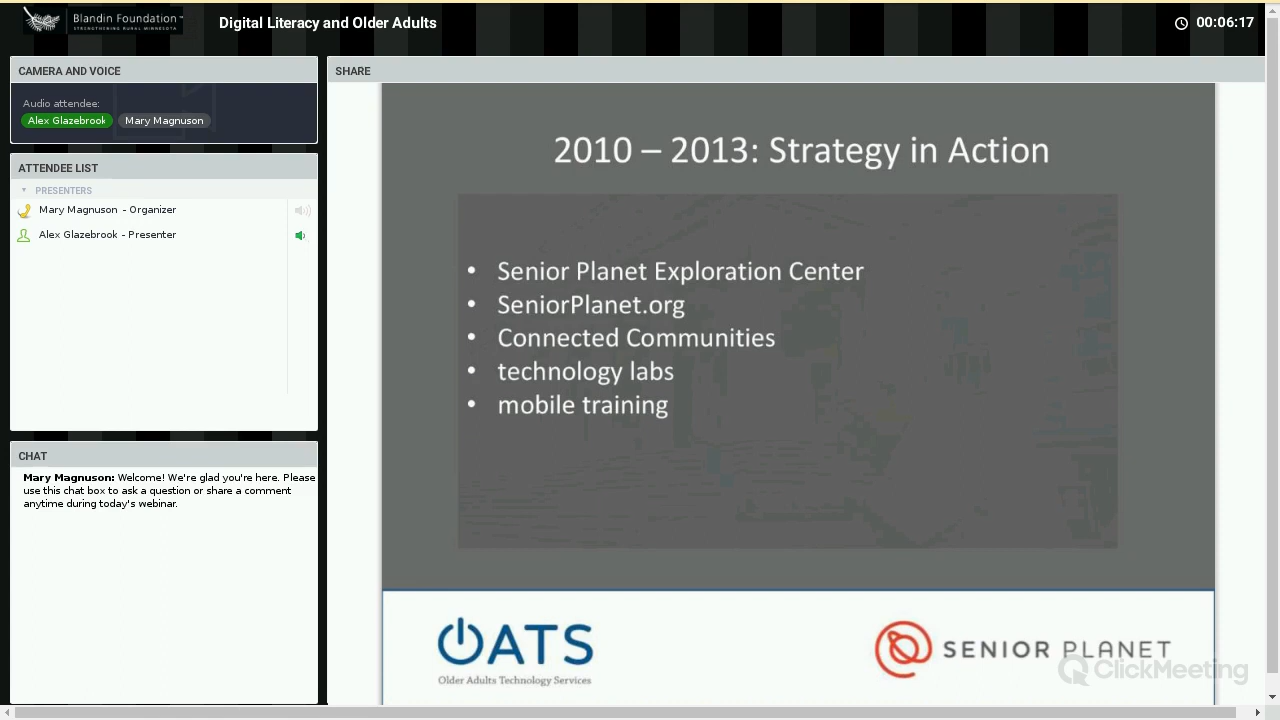 Blandin Foundation™
STRENGTHENING RURAL MINNESOTA
Digital Literacy and Older Adults
00:06:17
CAMERA AND VOICE
Audio attendee:
Alex Glazebrook
Mary Magnuson
ATTENDEE LIST
PRESENTERS
Mary Magnuson - Organizer
Alex Glazebrook - Presenter
CHAT
Mary Magnuson: Welcome! We're glad you're here. Please
use this chat box to ask a question or share a comment
anytime during today's webinar.
SHARE
2010 – 2013: Strategy in Action
• Senior Planet Exploration Center
• SeniorPlanet.org
• Connected Communities
• technology labs
• mobile training
OATS
Older Adults Technology Services
SENIOR PLANET
ClickMeeting